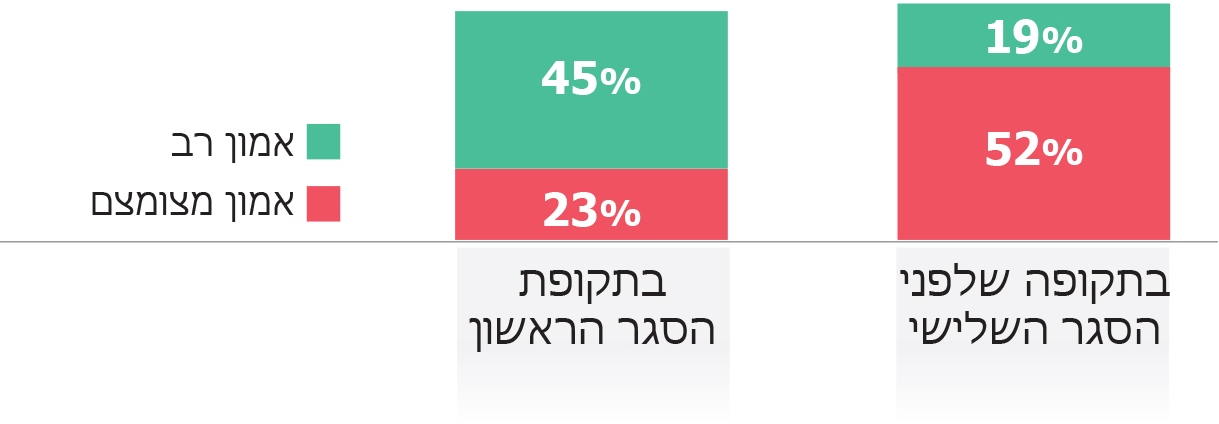 19%
52%
45%
23%
אמון רב
אמון מצומצם
בתקופה שלפני
הסגר השלישי
בתקופת
הסגר הראשון